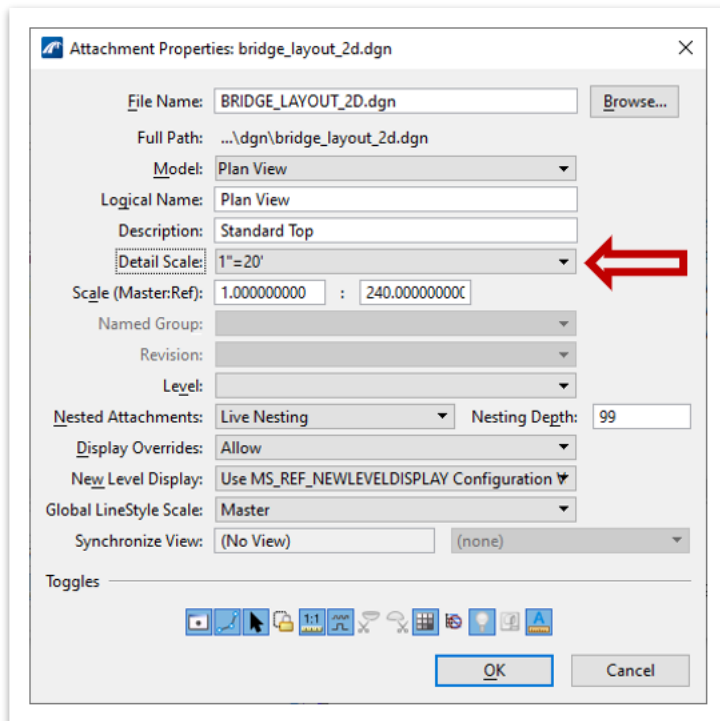 Attachment Properties: bridge_layout_2d.dgn
File Name: BRIDGE_LAYOUT_2D.dgn Browse...
Full Path: ...\dgn\bridge_layout_2d.dgn
Model: Plan View
Logical Name: Plan View
Description: Standard Top
Detail Scale: 1"=20'
Scale (Master:Ref): 1.000000000 : 240.000000000
Named Group:
Revision:
Level:
Nested Attachments: Live Nesting Nesting Depth: 99
Display Overrides: Allow
New Level Display: Use MS_REF_NEWLEVELDISPLAY Configuration
Global LineStyle Scale: Master
Synchronize View: (No View) (none)
Toggles
1:1 A
OK Cancel